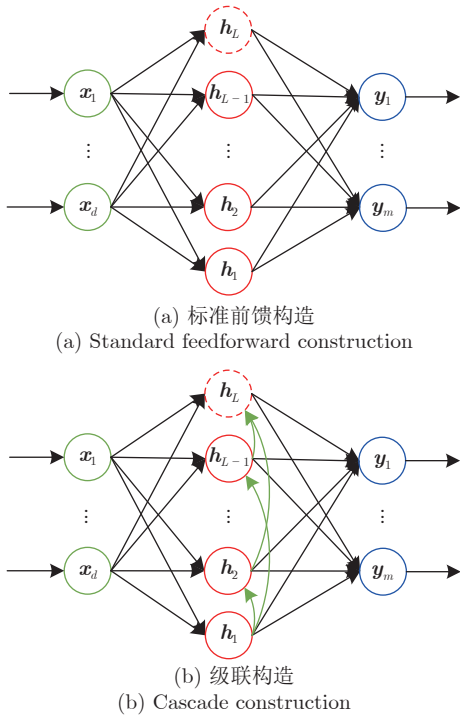 h_L
x_1 h_{L-1} y_1
⋮ ⋮ ⋮
x_d h_2 y_m
h_1
(a) 标准前馈构造
(a) Standard feedforward construction
h_L
x_1 h_{L-1} y_1
⋮ ⋮ ⋮
x_d h_2 y_m
h_1
(b) 级联构造
(b) Cascade construction